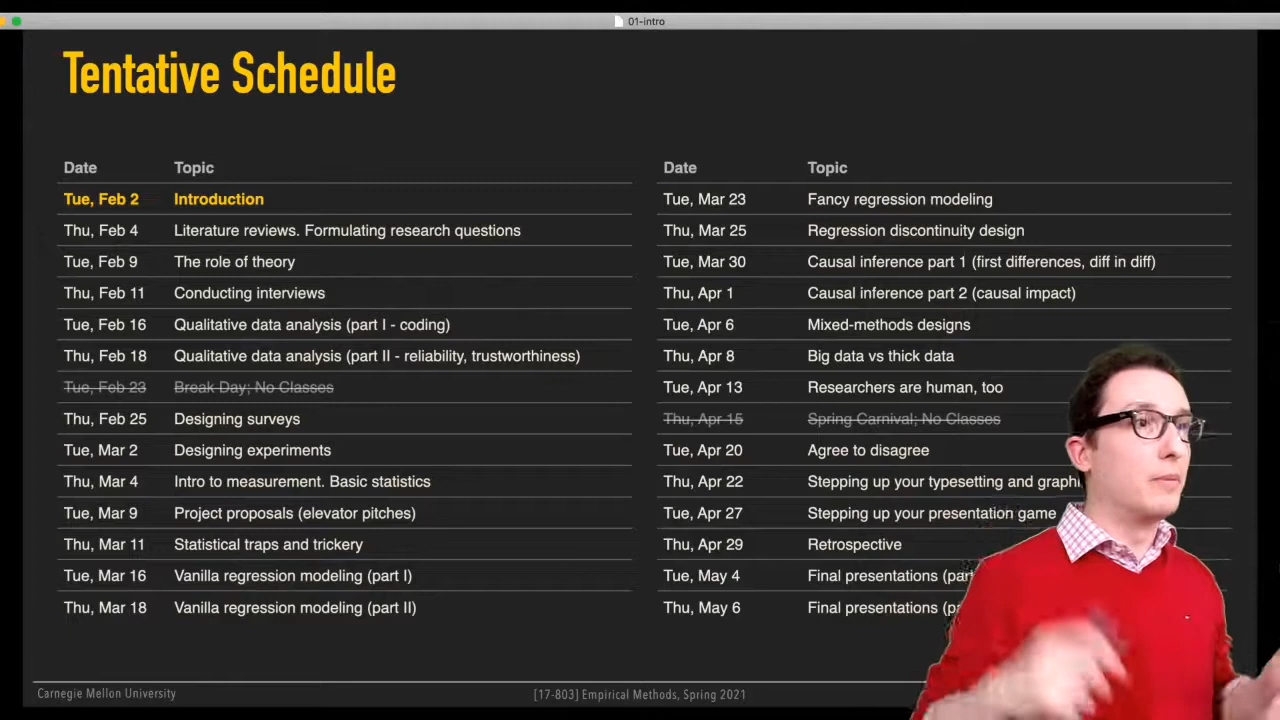 01-intro
Tentative Schedule
Date Topic
Tue, Feb 2 Introduction
Thu, Feb 4 Literature reviews. Formulating research questions
Tue, Feb 9 The role of theory
Thu, Feb 11 Conducting interviews
Tue, Feb 16 Qualitative data analysis (part I - coding)
Thu, Feb 18 Qualitative data analysis (part II - reliability, trustworthiness)
Tue, Feb 23 Break Day; No Classes
Thu, Feb 25 Designing surveys
Tue, Mar 2 Designing experiments
Thu, Mar 4 Intro to measurement. Basic statistics
Tue, Mar 9 Project proposals (elevator pitches)
Thu, Mar 11 Statistical traps and trickery
Tue, Mar 16 Vanilla regression modeling (part I)
Thu, Mar 18 Vanilla regression modeling (part II)
Date Topic
Tue, Mar 23 Fancy regression modeling
Thu, Mar 25 Regression discontinuity design
Tue, Mar 30 Causal inference part 1 (first differences, diff in diff)
Thu, Apr 1 Causal inference part 2 (causal impact)
Tue, Apr 6 Mixed-methods designs
Thu, Apr 8 Big data vs thick data
Tue, Apr 13 Researchers are human, too
Thu, Apr 15 Spring Carnival; No Classes
Tue, Apr 20 Agree to disagree
Thu, Apr 22 Stepping up your typesetting and
Tue, Apr 27 Stepping up your presentation game
Thu, Apr 29 Retrospective
Tue, May 4 Final presentations
Thu, May 6 Final presentations
Carnegie Mellon University
[17-803] Empirical Methods, Spring 2021